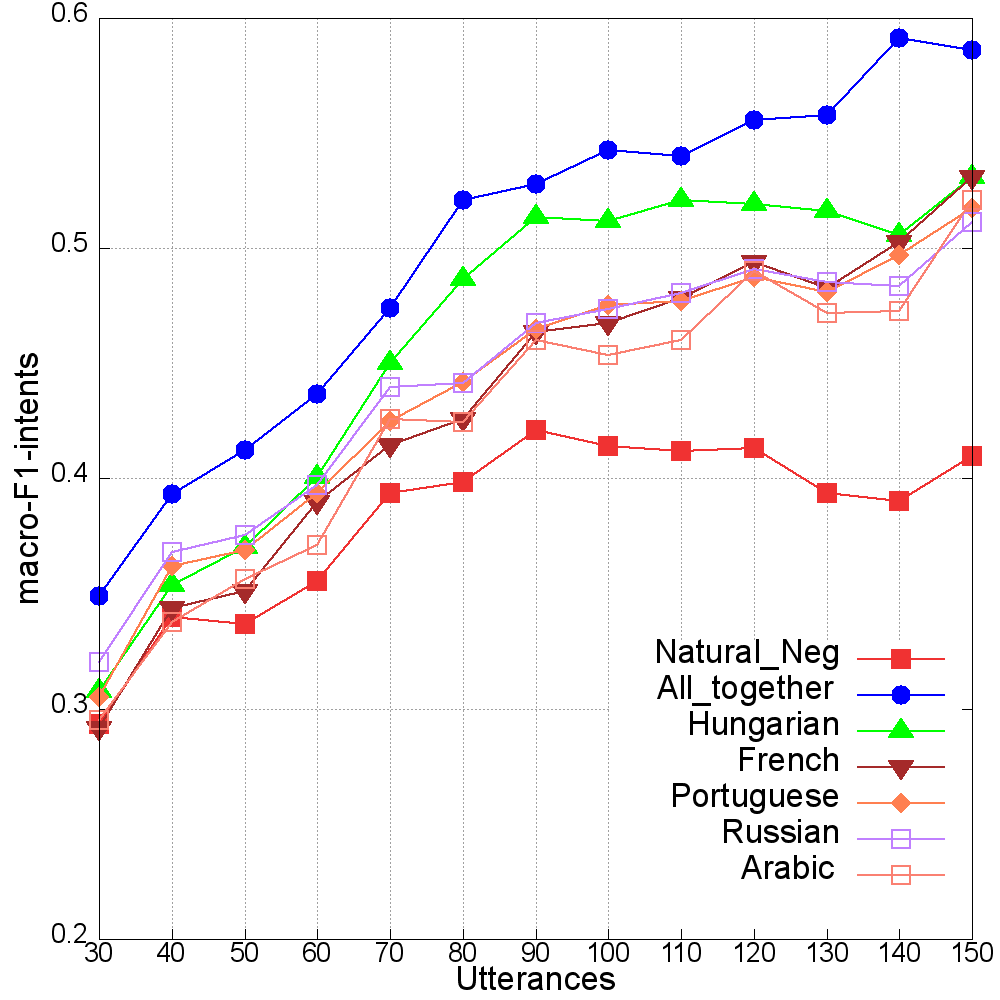 0.6
0.5
0.4
0.3
0.2
macro-F1-intents
Natural_Neg
All_together
Hungarian
French
Portuguese
Russian
Arabic
30 40 50 60 70 80 90 100 110 120 130 140 150
Utterances